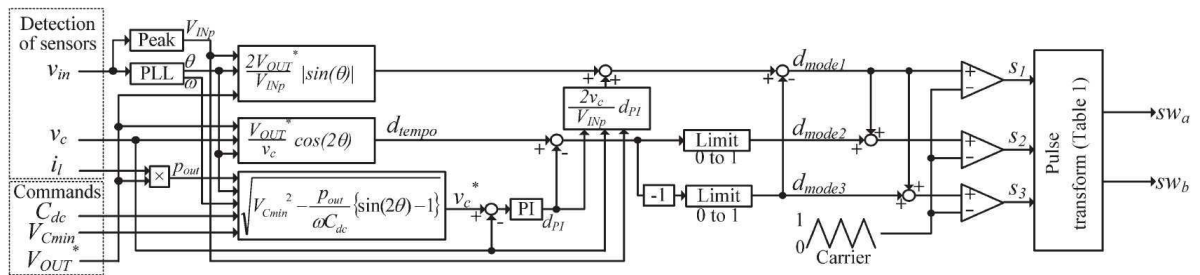 Detection
of sensors
v_in
v_c
i_l
Commands
C_dc
V_Cmin
V_OUT^*
Peak
V_INp
PLL
θ
ω
×
p_out
2V_OUT^* / V_INp |sin(θ)|
V_OUT^* / v_c cos(2θ)
√(V_Cmin^2 − p_out / ωC_dc {sin(2θ)−1})
d_tempo
v_c^*
+
-
PI
d_PI
+
-
+
+
2v_c / V_INp d_PI
+
-
Limit
0 to 1
-1
Limit
0 to 1
d_mode1
d_mode2
d_mode3
+
+
+
+
1
0
Carrier
+
−
+
−
+
−
s_1
s_2
s_3
Pulse
transform (Table 1)
sw_a
sw_b